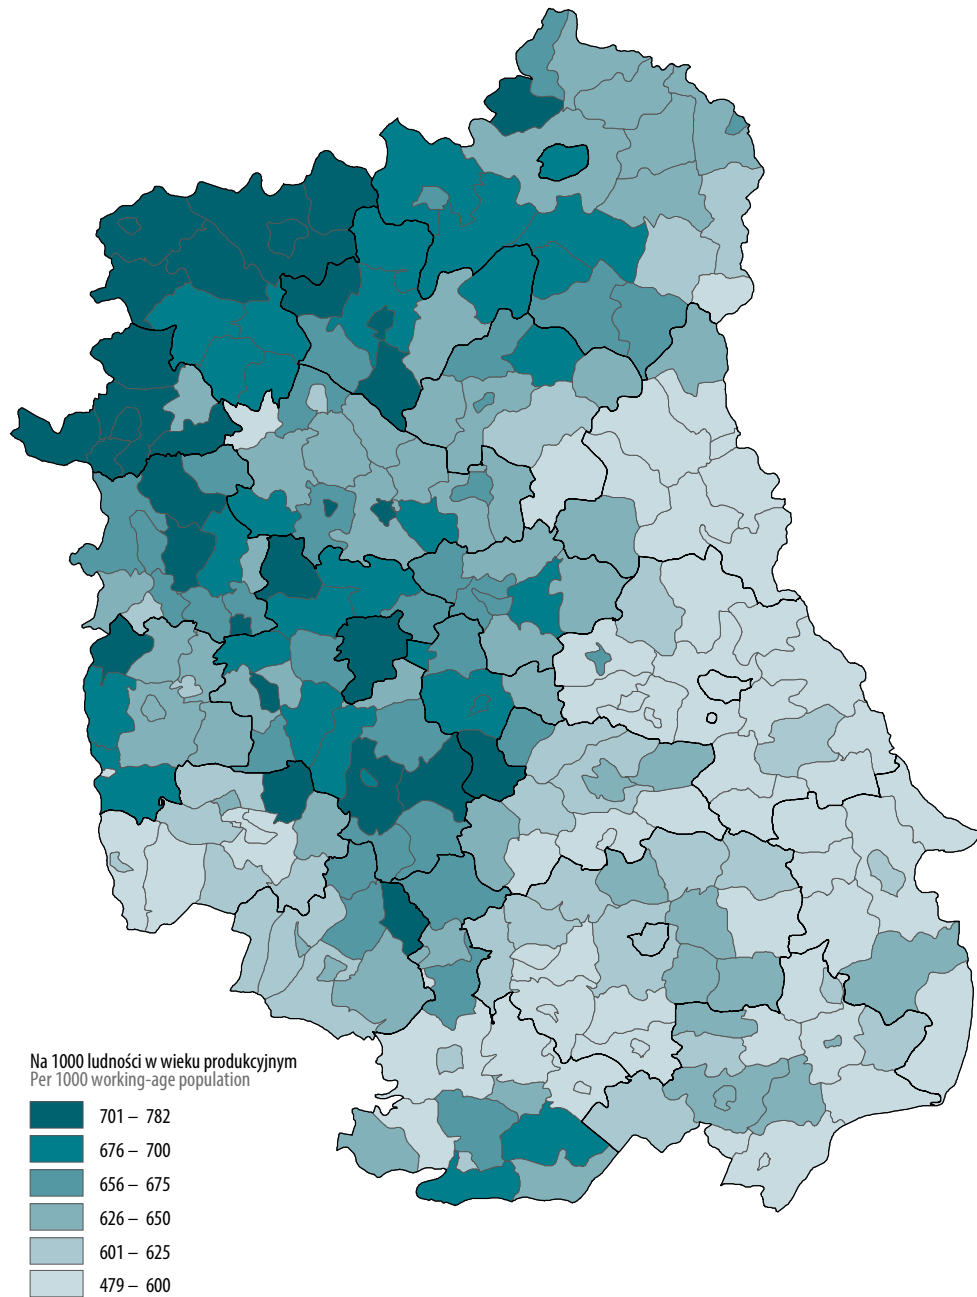 Na 1000 ludności w wieku produkcyjnym
Per 1000 working-age population
701 – 782
676 – 700
656 – 675
626 – 650
601 – 625
479 – 600